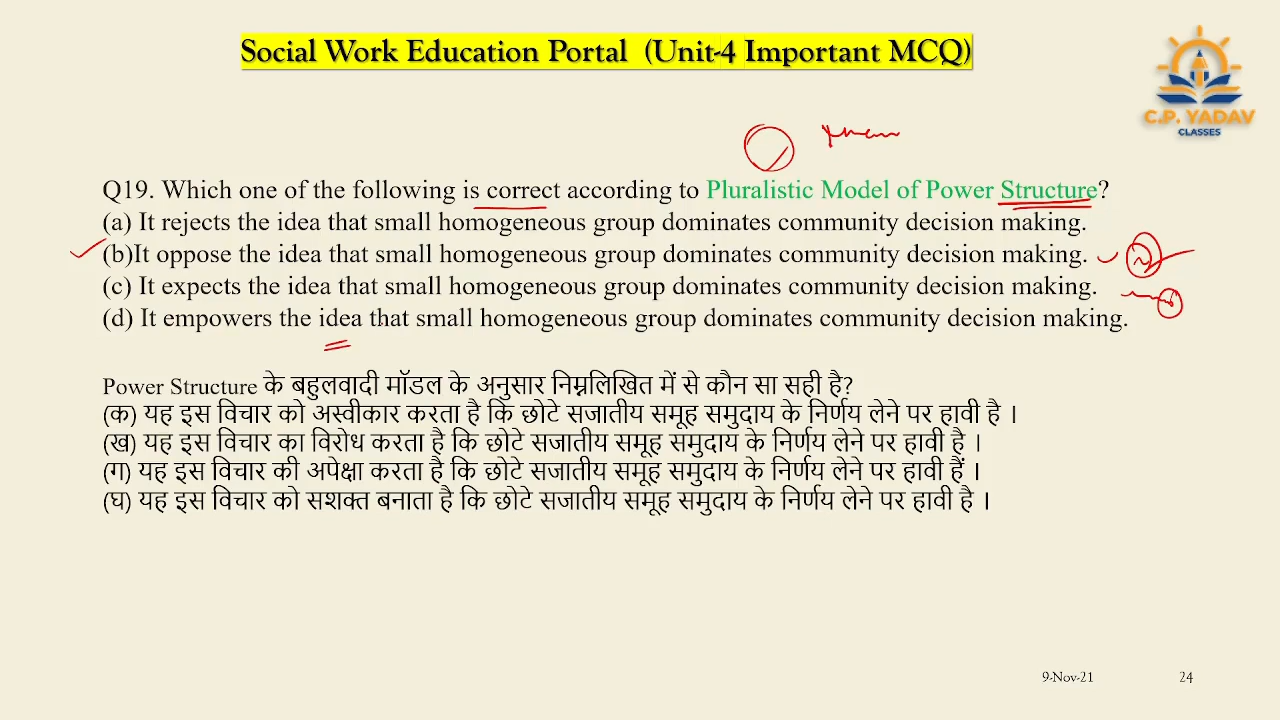 Social Work Education Portal (Unit-4 Important MCQ)
C.P. YADAV
CLASSES
Q19. Which one of the following is correct according to Pluralistic Model of Power Structure?
(a) It rejects the idea that small homogeneous group dominates community decision making.
(b)It oppose the idea that small homogeneous group dominates community decision making.
(c) It expects the idea that small homogeneous group dominates community decision making.
(d) It empowers the idea that small homogeneous group dominates community decision making.
Power Structure के बहुलवादी मॉडल के अनुसार निम्नलिखित में से कौन सा सही है?
(क) यह इस विचार को अस्वीकार करता है कि छोटे सजातीय समूह समुदाय के निर्णय लेने पर हावी है ।
(ख) यह इस विचार का विरोध करता है कि छोटे सजातीय समूह समुदाय के निर्णय लेने पर हावी है ।
(ग) यह इस विचार की अपेक्षा करता है कि छोटे सजातीय समूह समुदाय के निर्णय लेने पर हावी हैं ।
(घ) यह इस विचार को सशक्त बनाता है कि छोटे सजातीय समूह समुदाय के निर्णय लेने पर हावी है ।
9-Nov-21
24